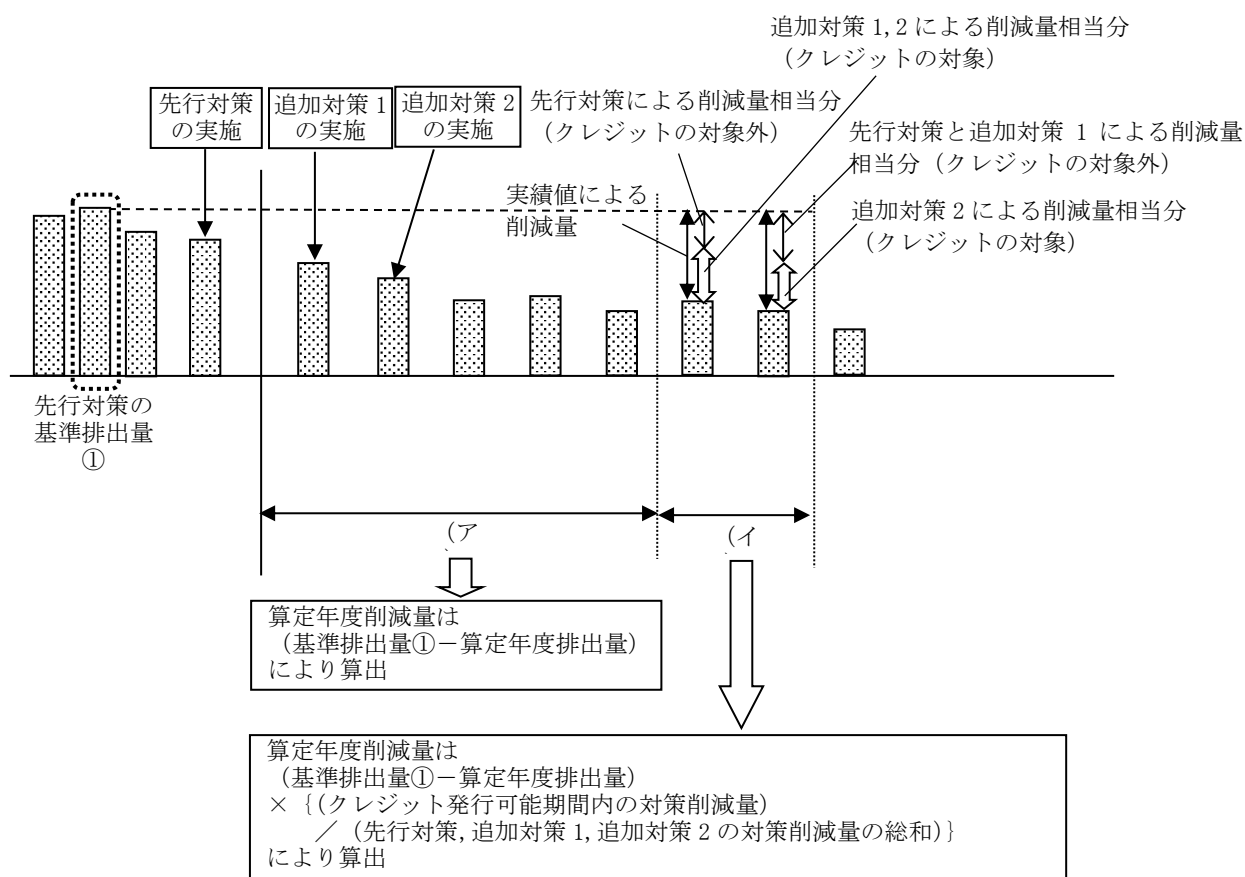 追加対策 1,2 による削減量相当分
（クレジットの対象）
先行対策
の実施
追加対策 1
の実施
追加対策 2
の実施
先行対策による削減量相当分
（クレジットの対象外）
先行対策と追加対策 1 による削減量
相当分（クレジットの対象外）
実績値による
削減量
追加対策 2 による削減量相当分
（クレジットの対象）
先行対策の
基準排出量
①
(ア
(イ
算定年度削減量は
（基準排出量①－算定年度排出量）
により算出
算定年度削減量は
（基準排出量①－算定年度排出量）
×｛(クレジット発行可能期間内の対策削減量)
／（先行対策,追加対策 1,追加対策 2 の対策削減量の総和)｝
により算出